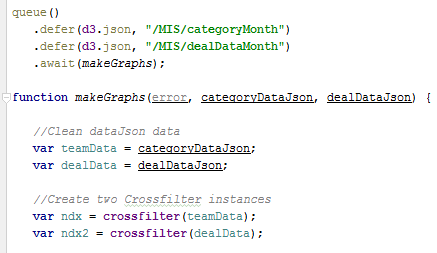 queue()
.defer(d3.json, "/MIS/categoryMonth")
.defer(d3.json, "/MIS/dealDataMonth")
.await(makeGraphs);
function makeGraphs(error, categoryDataJson, dealDataJson) {
//Clean dataJson data
var teamData = categoryDataJson;
var dealData = dealDataJson;
//Create two Crossfilter instances
var ndx = crossfilter(teamData);
var ndx2 = crossfilter(dealData);